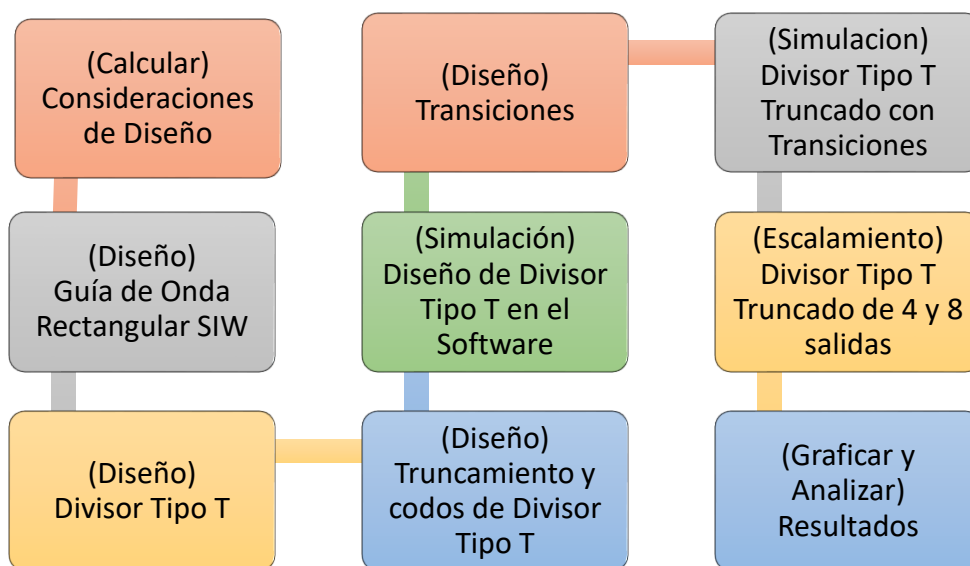 (Calcular)
Consideraciones
de Diseño
(Diseño)
Guía de Onda
Rectangular SIW
(Diseño)
Divisor Tipo T
(Diseño)
Truncamiento y
codos de Divisor
Tipo T
(Simulación)
Diseño de Divisor
Tipo T en el
Software
(Diseño)
Transiciones
(Simulacion)
Divisor Tipo T
Truncado con
Transiciones
(Escalamiento)
Divisor Tipo T
Truncado de 4 y 8
salidas
(Graficar y
Analizar)
Resultados